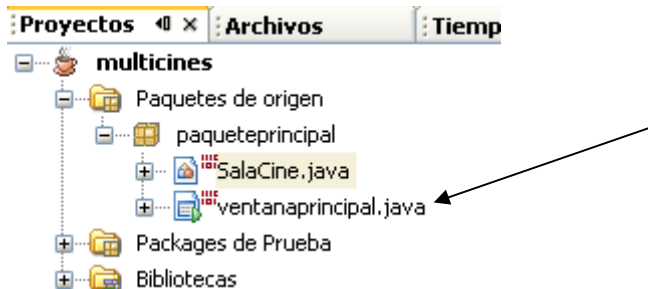 Proyectos Archivos Tiemp
multicines
Paquetes de origen
paqueteprincipal
SalaCine.java
ventanaprincipal.java
Packages de Prueba
Bibliotecas